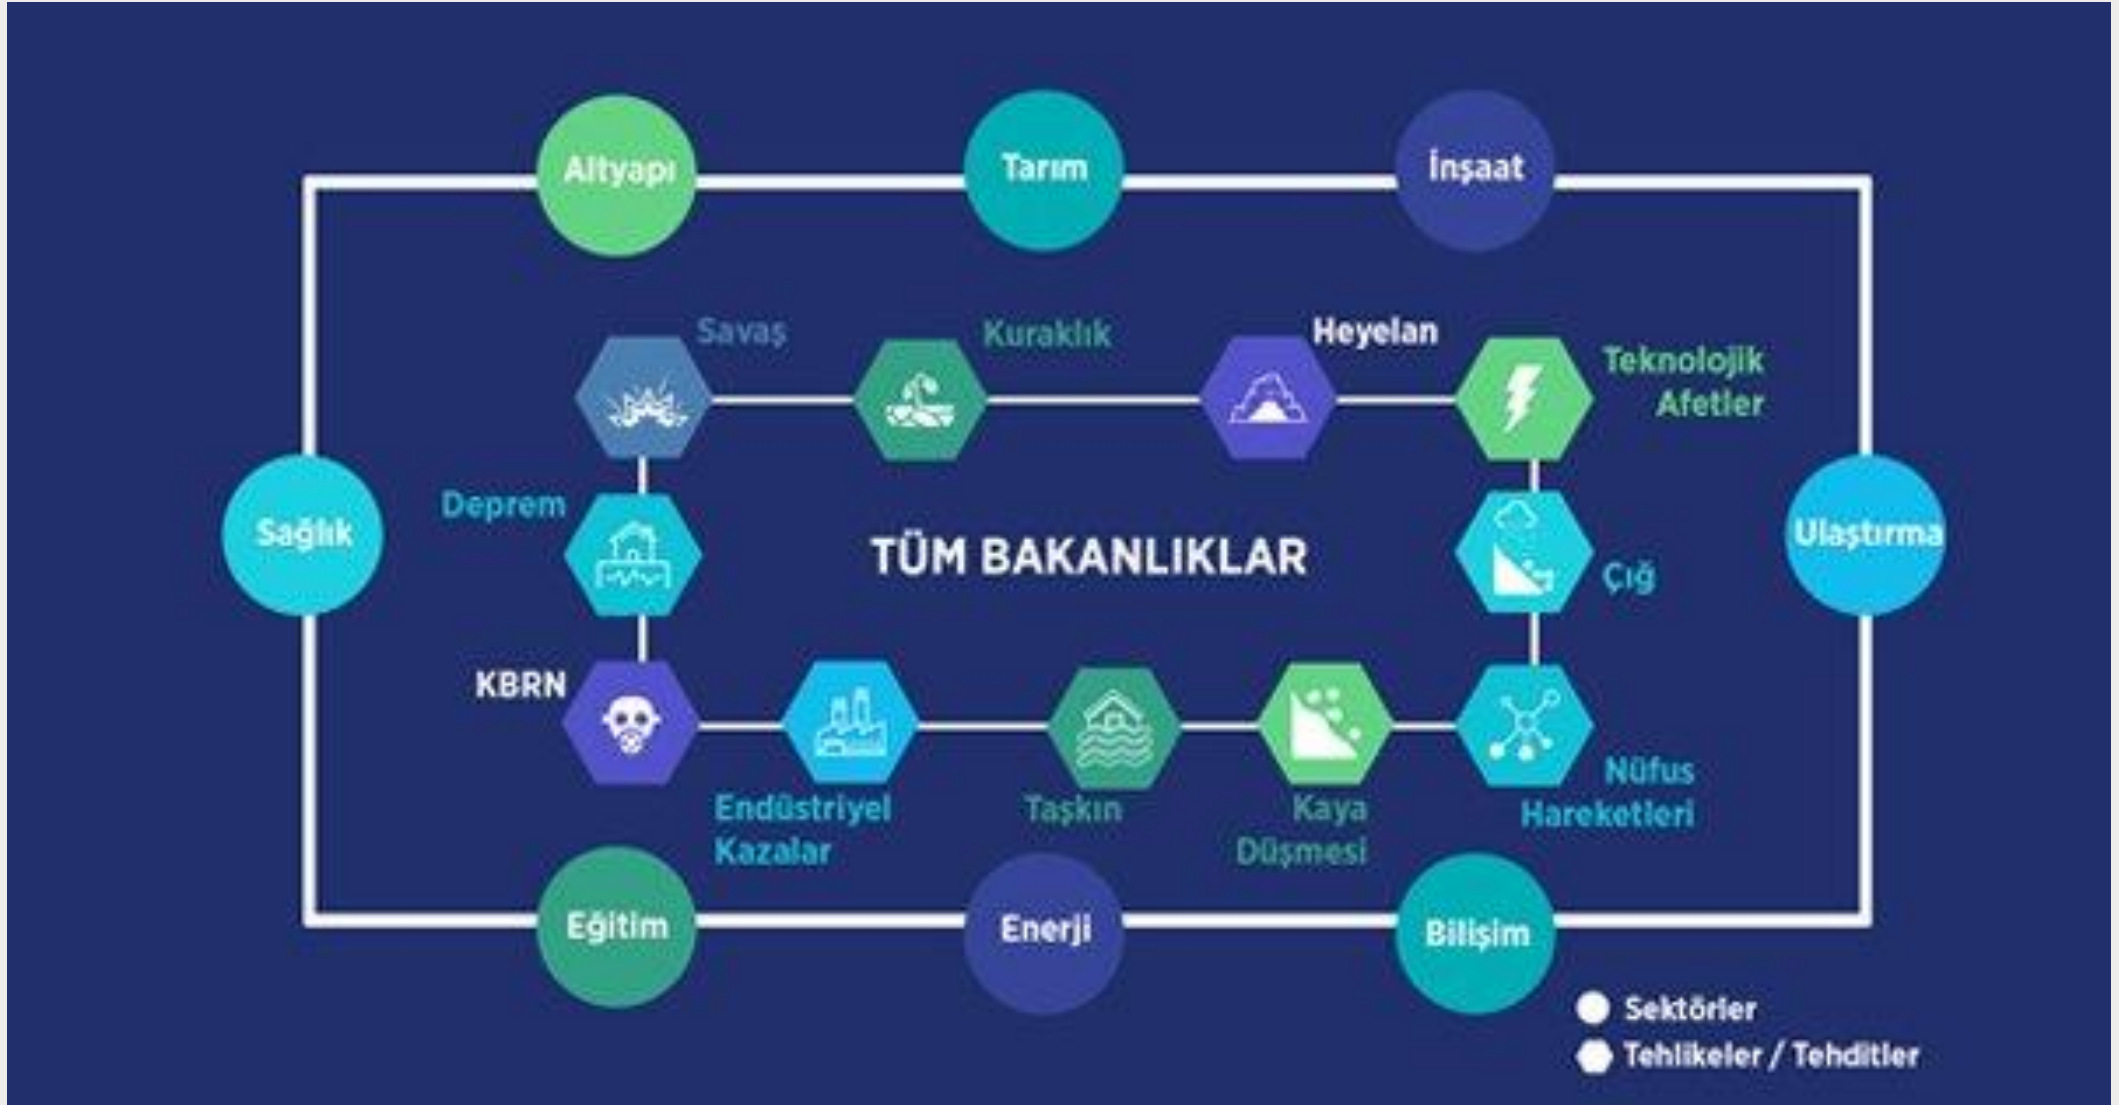 Altyapı
Tarım
İnşaat
Savaş
Kuraklık
Heyelan
Teknolojik
Afetler
Deprem
Sağlık
TÜM BAKANLIKLAR
Çığ
Ulaştırma
KBRN
Endüstriyel
Kazalar
Taşkın
Kaya
Düşmesi
Nüfus
Hareketleri
Eğitim
Enerji
Bilişim
Sektörler
Tehlikeler / Tehditler